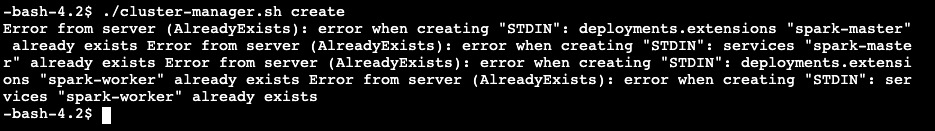 -bash-4.2$ ./cluster-manager.sh create
Error from server (AlreadyExists): error when creating "STDIN": deployments.extensions "spark-master"
 already exists Error from server (AlreadyExists): error when creating "STDIN": services "spark-maste
r" already exists Error from server (AlreadyExists): error when creating "STDIN": deployments.extensi
ons "spark-worker" already exists Error from server (AlreadyExists): error when creating "STDIN": ser
vices "spark-worker" already exists
-bash-4.2$